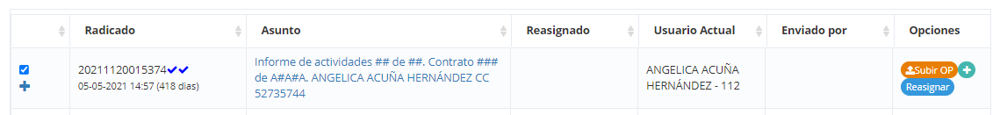 Radicado Asunto Reasignado Usuario Actual Enviado por Opciones
20211120015374
05-05-2021 14:57 (418 dias)
Informe de actividades ## de ##. Contrato ###
de A#A#A. ANGELICA ACUÑA HERNÁNDEZ CC
52735744
ANGELICA ACUÑA
HERNÁNDEZ - 112
Subir OP
Reasignar